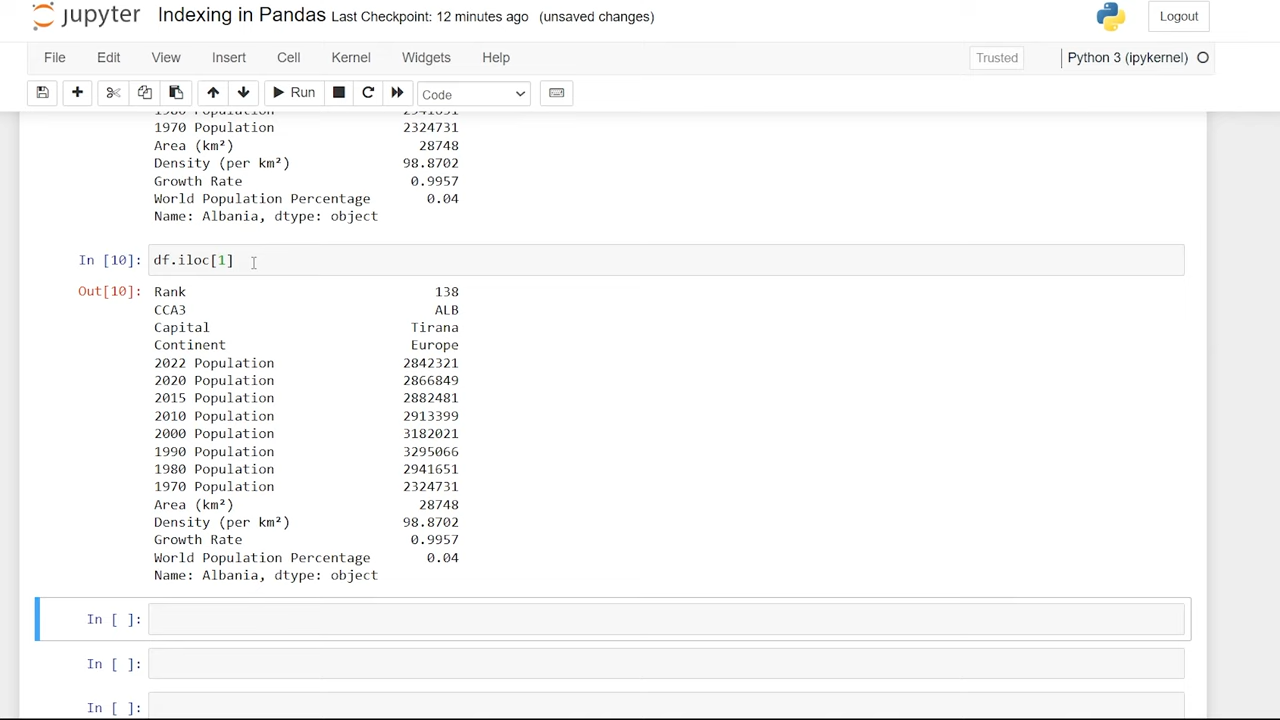 jupyter Indexing in Pandas Last Checkpoint: 12 minutes ago (unsaved changes) Logout
File Edit View Insert Cell Kernel Widgets Help Trusted Python 3 (ipykernel)
Run Code
1980 Population 2941651
1970 Population 2324731
Area (km²) 28748
Density (per km²) 98.8702
Growth Rate 0.9957
World Population Percentage 0.04
Name: Albania, dtype: object
In [10]: df.iloc[1]
Out[10]: Rank 138
CCA3 ALB
Capital Tirana
Continent Europe
2022 Population 2842321
2020 Population 2866849
2015 Population 2882481
2010 Population 2913399
2000 Population 3182021
1990 Population 3295066
1980 Population 2941651
1970 Population 2324731
Area (km²) 28748
Density (per km²) 98.8702
Growth Rate 0.9957
World Population Percentage 0.04
Name: Albania, dtype: object
In [ ]:
In [ ]:
In [ ]: